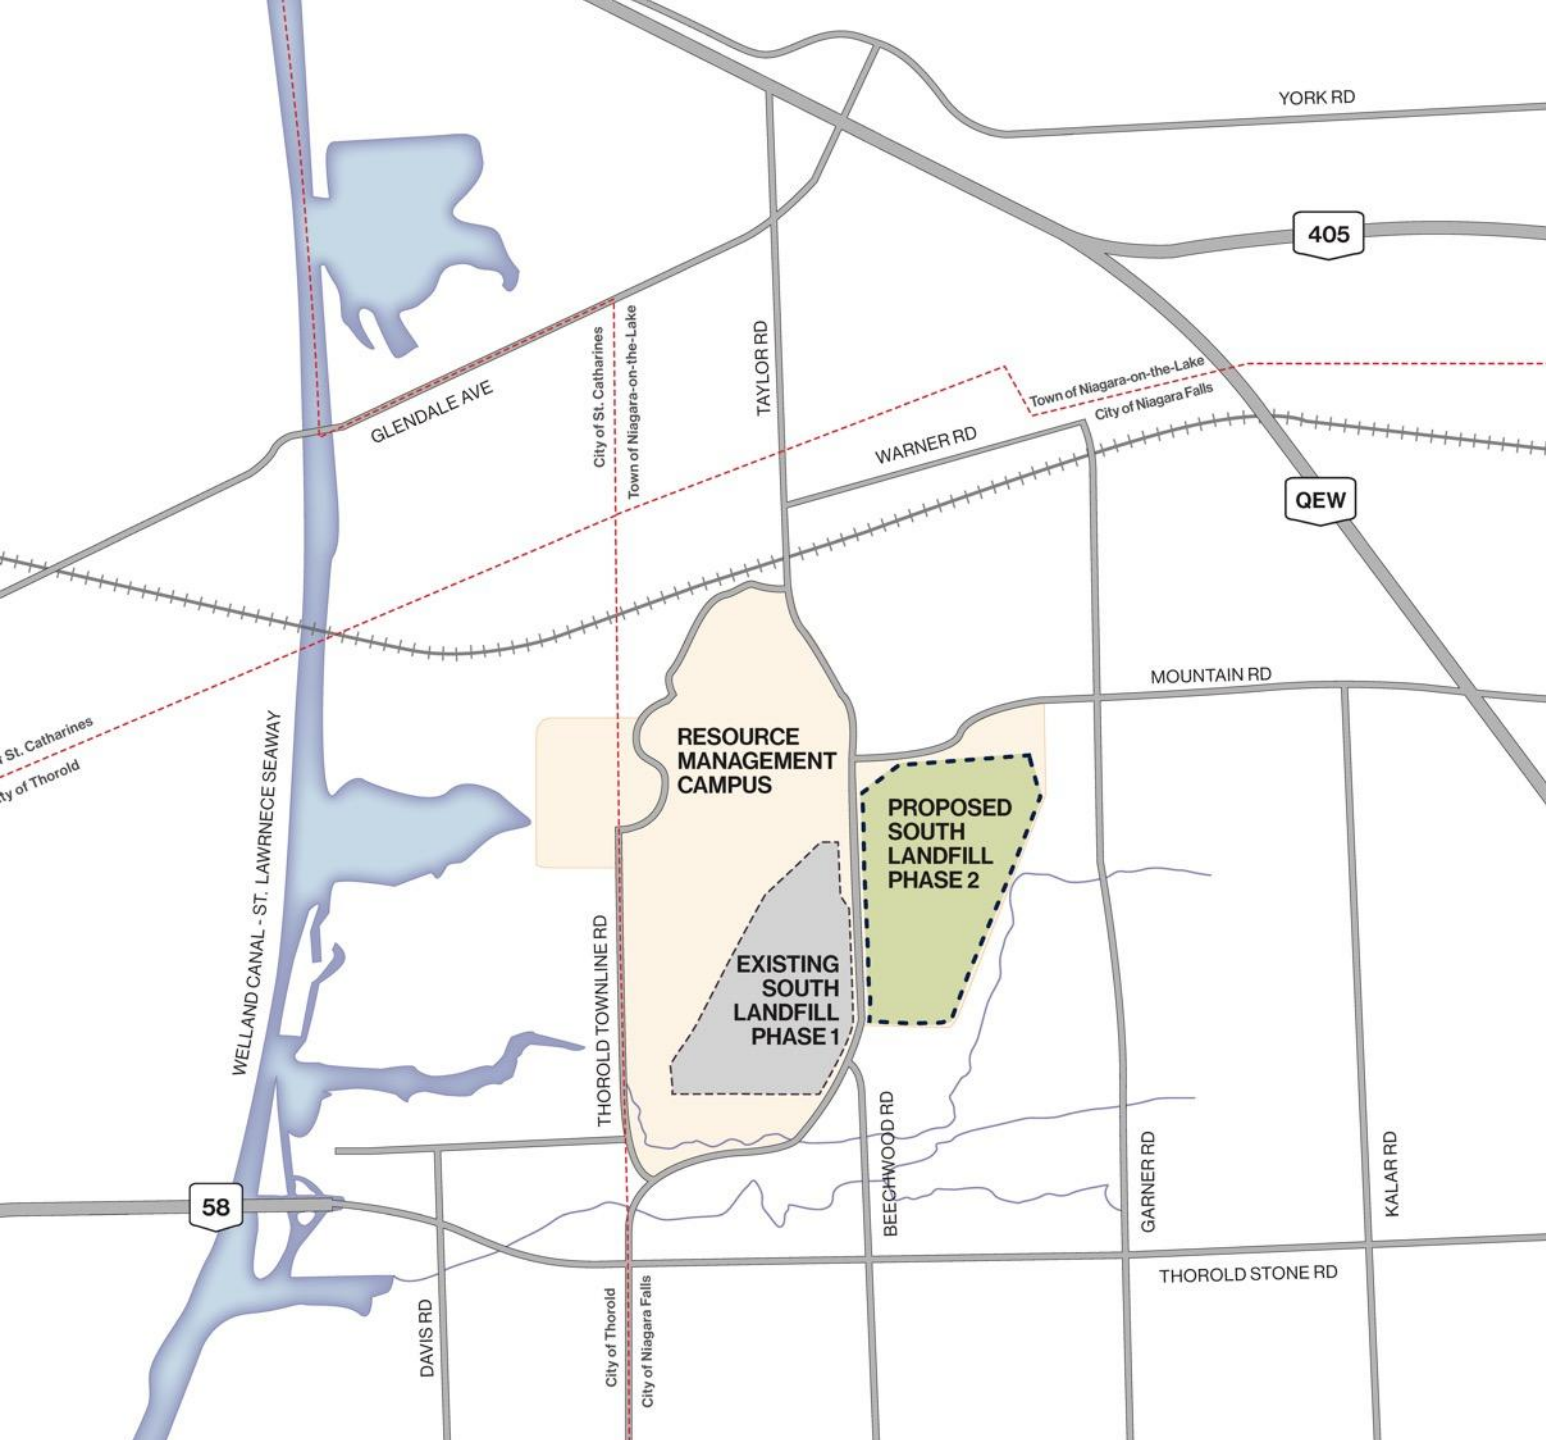 YORK RD
405
City of St. Catharines
Town of Niagara-on-the-Lake
TAYLOR RD
GLENDALE AVE
Town of Niagara-on-the-Lake
City of Niagara Falls
WARNER RD
QEW
MOUNTAIN RD
St. Catharines
of Thorold
WELLAND CANAL - ST. LAWRNECE SEAWAY
RESOURCE
MANAGEMENT
CAMPUS
PROPOSED
SOUTH
LANDFILL
PHASE 2
EXISTING
SOUTH
LANDFILL
PHASE 1
THOROLD TOWNLINE RD
BEECHWOOD RD
GARNER RD
KALAR RD
58
THOROLD STONE RD
DAVIS RD
City of Thorold
City of Niagara Falls